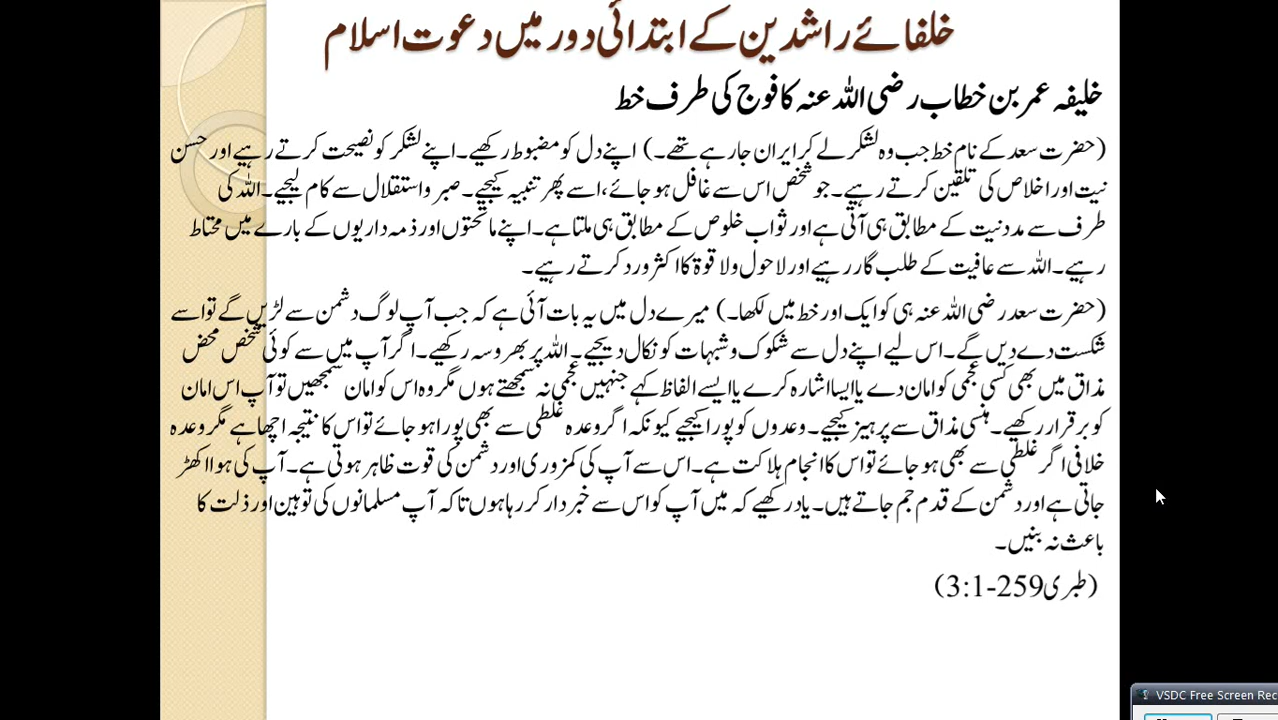 خلفائے راشدین کے ابتدائی دور میں دعوت اسلام
خلیفہ عمر بن خطاب رضی اللہ عنہ کا فوج کی طرف خط
(حضرت سعد کے نام خط جب وہ لشکر لے کر ایران جا رہے تھے۔) اپنے دل کو مضبوط رکھیے۔ اپنے لشکر کو نصیحت کرتے رہیے اور حسن
نیت اور اخلاص کی تلقین کرتے رہیے۔ جو شخص اس سے غافل ہو جائے، اسے پھر تنبیہ کیجیے۔ صبر و استقلال سے کام لیجیے۔ اللہ کی
طرف سے مدد نیت کے مطابق ہی آتی ہے اور ثواب خلوص کے مطابق ہی ملتا ہے۔ اپنے ماتحتوں اور ذمہ داریوں کے بارے میں محتاط
رہیے۔ اللہ سے عافیت کے طلب گار رہیے اور لا حول ولا قوۃ کا اکثر ورد کرتے رہیے۔
(حضرت سعد رضی اللہ عنہ ہی کو ایک اور خط میں لکھا۔) میرے دل میں یہ بات آئی ہے کہ جب آپ لوگ دشمن سے لڑیں گے تو اسے
شکست دے دیں گے۔ اس لیے اپنے دل سے شکوک و شبہات کو نکال دیجیے۔ اللہ پر بھروسہ رکھیے۔ اگر آپ میں سے کوئی شخص محض
مذاق میں بھی کسی عجمی کو امان دے یا ایسا اشارہ کرے یا ایسے الفاظ کہے جنہیں عجمی نہ سمجھتے ہوں مگر وہ اس کو امان سمجھیں تو آپ اس امان
کو برقرار رکھیے۔ ہنسی مذاق سے پرہیز کیجیے۔ وعدوں کو پورا کیجیے کیونکہ اگر وعدہ غلطی سے بھی پورا ہو جائے تو اس کا نتیجہ اچھا ہے مگر وعدہ
خلافی اگر غلطی سے بھی ہو جائے تو اس کا انجام ہلاکت ہے۔ اس سے آپ کی کمزوری اور دشمن کی قوت ظاہر ہوتی ہے۔ آپ کی ہوا اکھڑ
جاتی ہے اور دشمن کے قدم جم جاتے ہیں۔ یاد رکھیے کہ میں آپ کو اس سے خبردار کر رہا ہوں تاکہ آپ مسلمانوں کی توہین اور ذلت کا
باعث نہ بنیں۔
(طبری 259-3:1)
VSDC Free Screen Rec